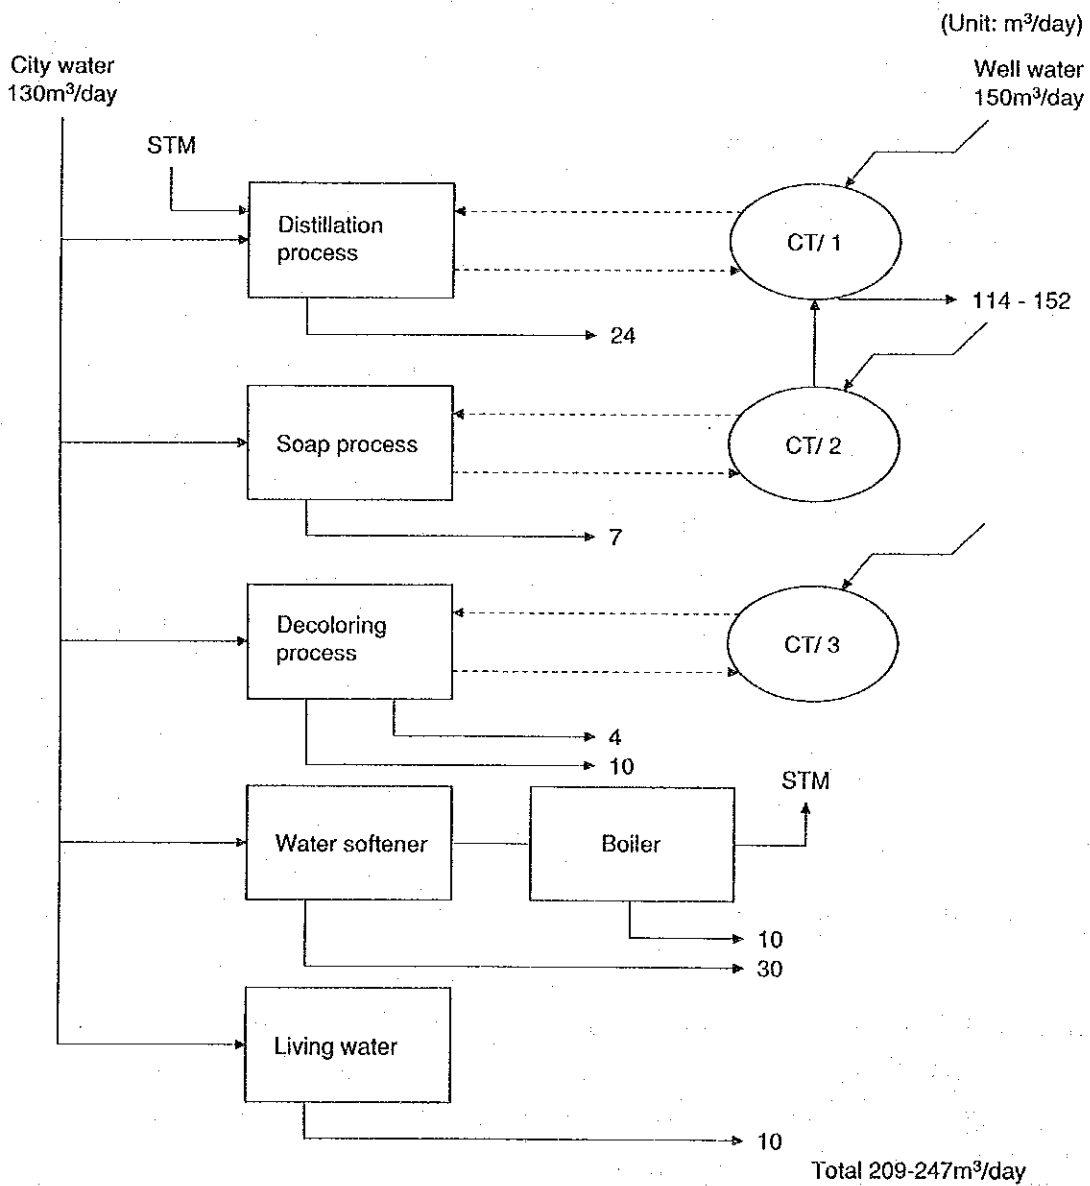 (Unit: m³/day)
City water
130m³/day
Well water
150m³/day
STM
Distillation
process
CT/ 1
114 - 152
24
Soap process
CT/ 2
7
Decoloring
process
CT/ 3
4
10
STM
Water softener
Boiler
10
30
Living water
10
Total 209-247m³/day